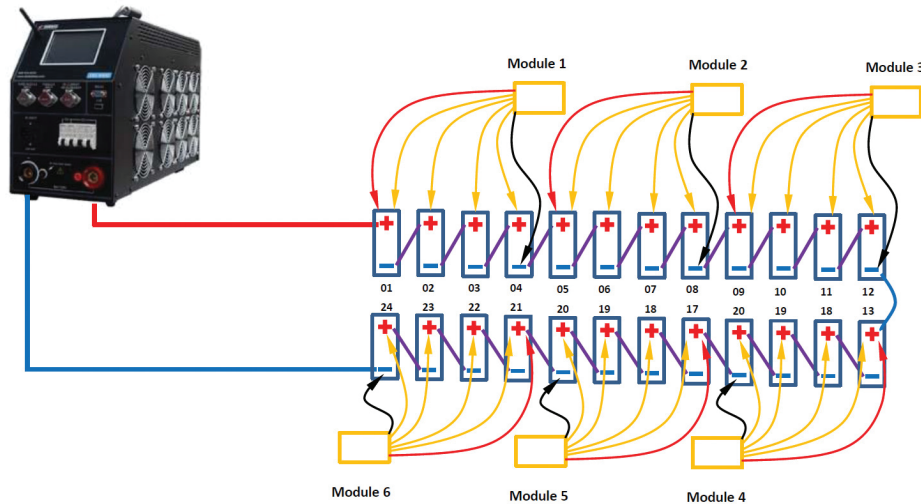 Module 1
Module 2
Module 3
01 02 03 04 05 06 07 08 09 10 11 12
24 23 22 21 20 19 18 17 20 19 18 13
Module 6
Module 5
Module 4